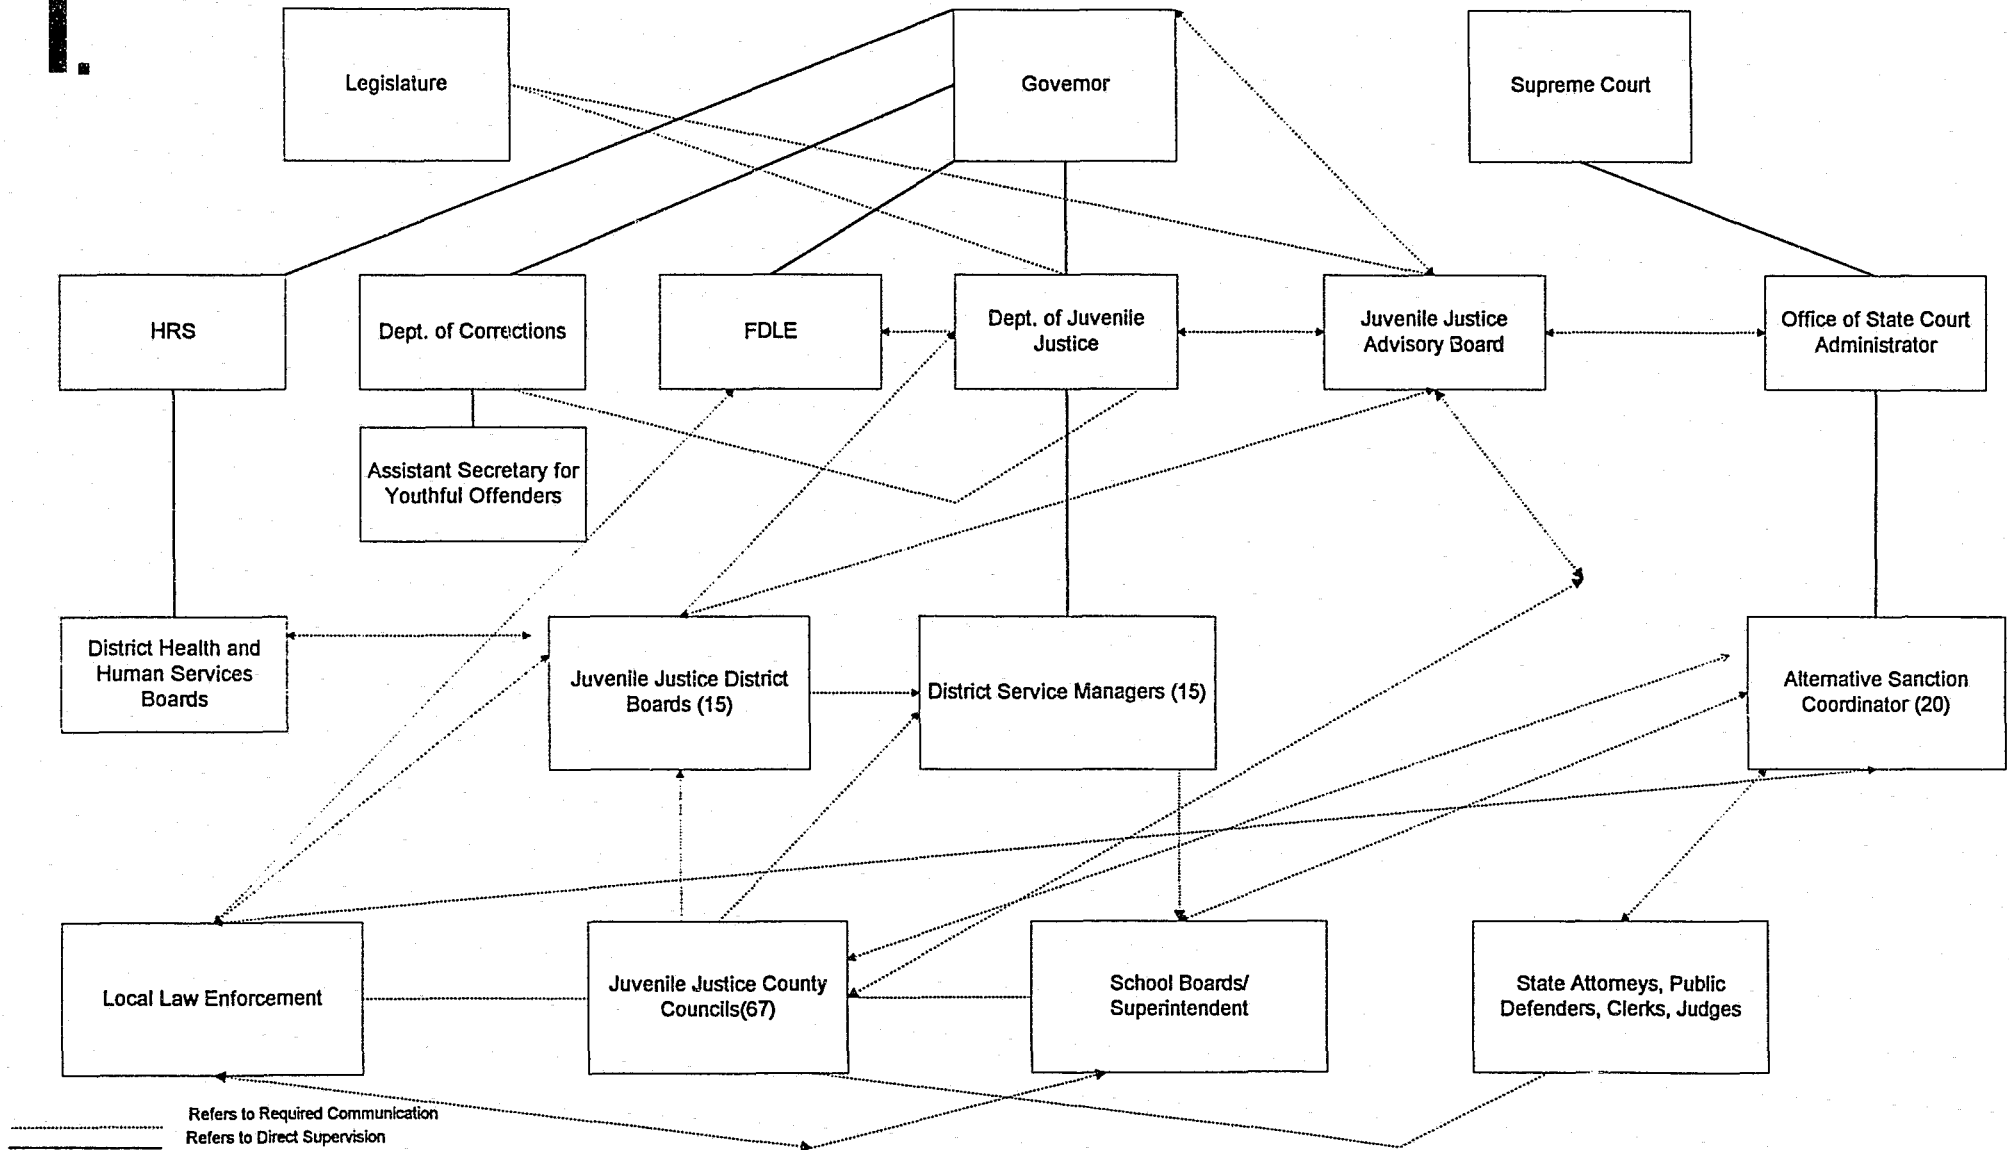 Legislature
Governor
Supreme Court
HRS
Dept. of Corrections
FDLE
Dept. of Juvenile
Justice
Juvenile Justice
Advisory Board
Office of State Court
Administrator
Assistant Secretary for
Youthful Offenders
District Health and
Human Services
Boards
Juvenile Justice District
Boards (15)
District Service Managers (15)
Alternative Sanction
Coordinator (20)
Local Law Enforcement
Juvenile Justice County
Councils(67)
School Boards/
Superintendent
State Attorneys, Public
Defenders, Clerks, Judges
Refers to Required Communication
Refers to Direct Supervision